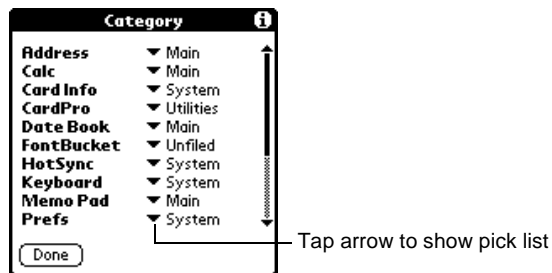 Category
Address Main
Calc Main
Card Info System
CardPro Utilities
Date Book Main
FontBucket Unfiled
HotSync System
Keyboard System
Memo Pad Main
Prefs System
Tap arrow to show pick list
Done